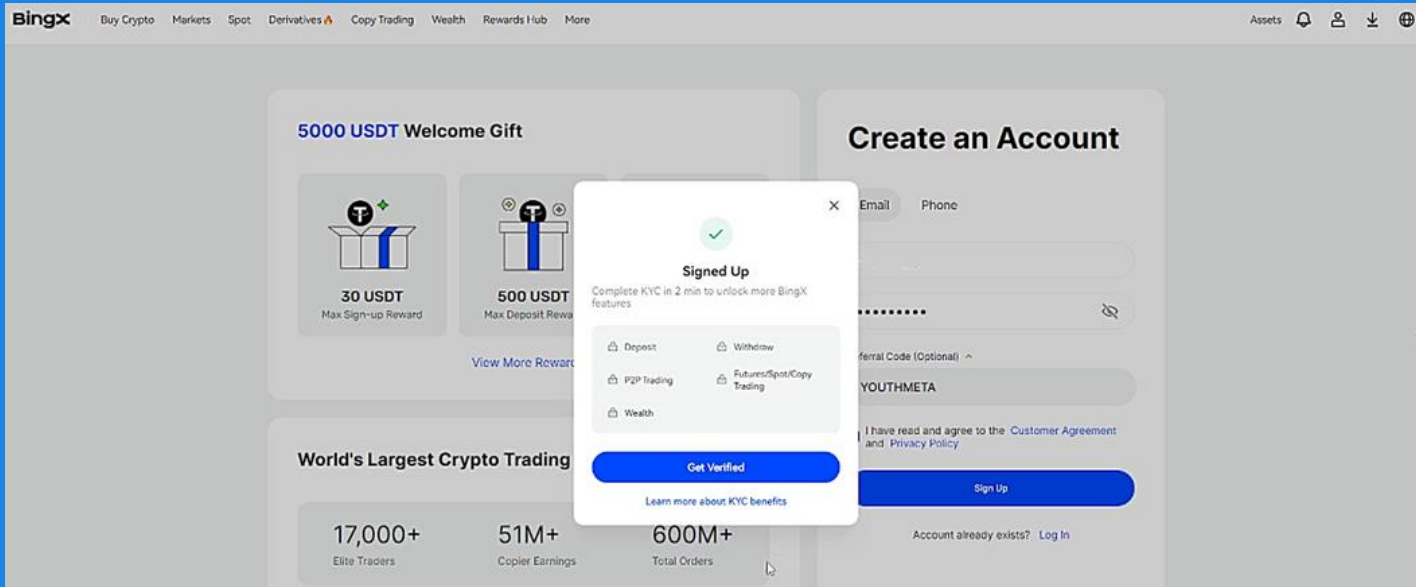 BingX
Buy Crypto Markets Spot Derivatives Copy Trading Wealth Rewards Hub More
Assets
5000 USDT Welcome Gift
30 USDT
Max Sign-up Reward
500 USDT
Max Deposit Rewa
View More Reward
World's Largest Crypto Trading
17,000+
Elite Traders
51M+
Copier Earnings
600M+
Total Orders
Signed Up
Complete KYC in 2 min to unlock more BingX
features
Deposit
Withdraw
P2P Trading
Futures/Spot/Copy
Trading
Wealth
Get Verified
Learn more about KYC benefits
Create an Account
Email Phone
•••••••••
ferral Code (Optional)
YOUTHMETA
I have read and agree to the Customer Agreement
and Privacy Policy
Sign Up
Account already exists? Log In